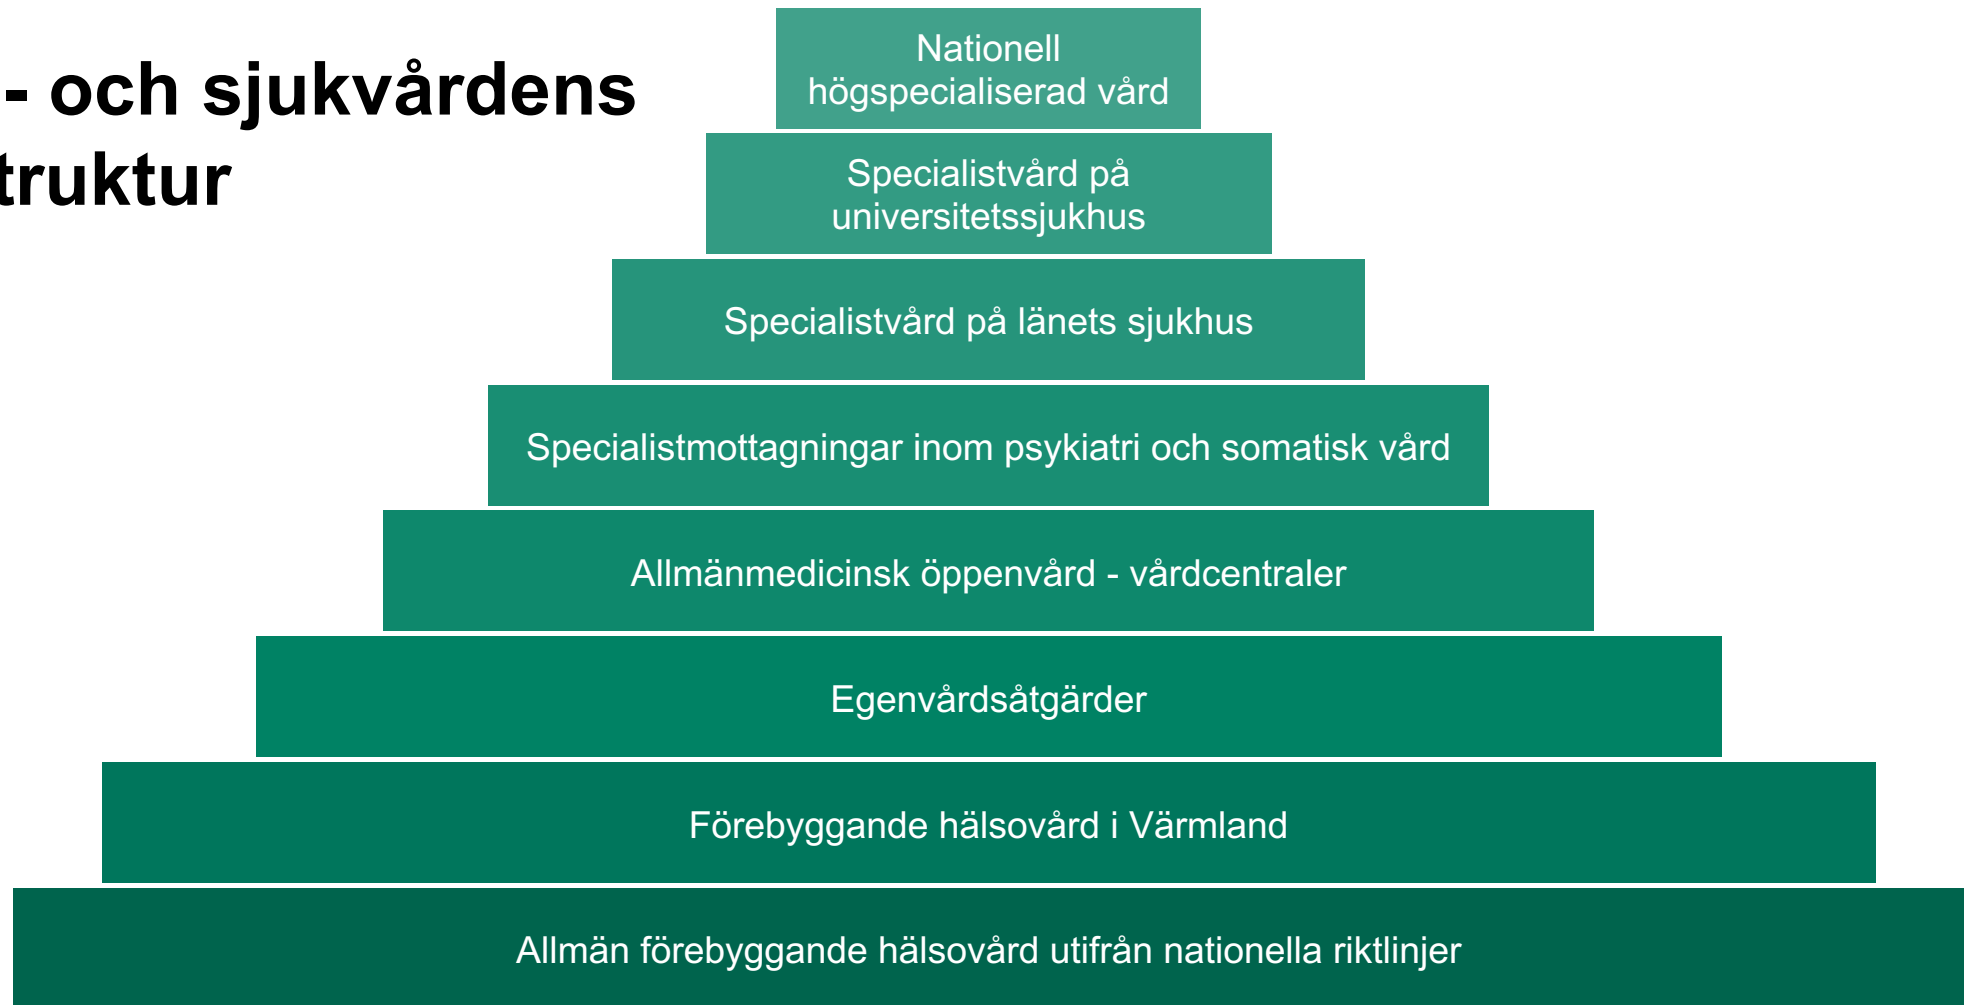 - och sjukvårdens
truktur
Nationell
högspecialiserad vård
Specialistvård på
universitetssjukhus
Specialistvård på länets sjukhus
Specialistmottagningar inom psykiatri och somatisk vård
Allmänmedicinsk öppenvård - vårdcentraler
Egenvårdsåtgärder
Förebyggande hälsovård i Värmland
Allmän förebyggande hälsovård utifrån nationella riktlinjer